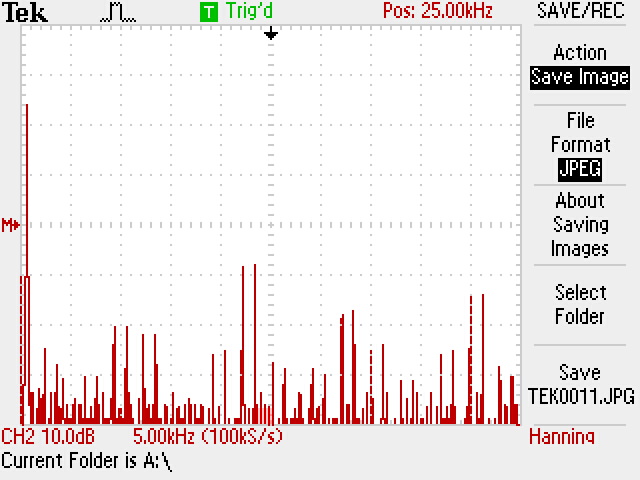 Tek T Trig'd Pos: 25.00kHz SAVE/REC
Action
Save Image
File
Format
JPEG
About
Saving
Images
Select
Folder
Save
TEK0011.JPG
M
CH2 10.0dB 5.00kHz (100kS/s) Hanning
Current Folder is A:\